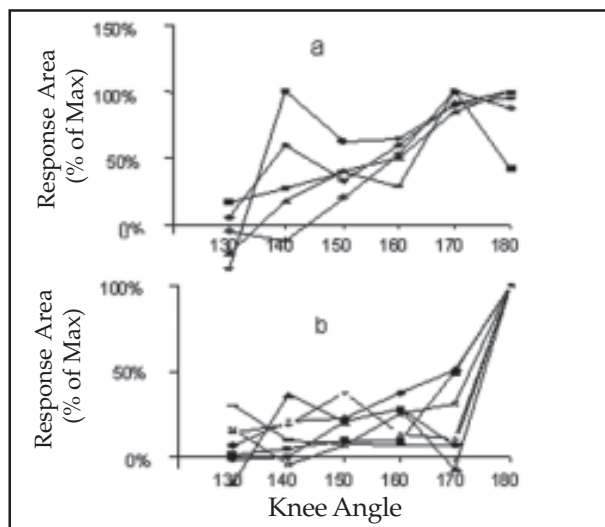 150%
a
100%
50%
0%
130 140 150 160 170 180
Response Area
(% of Max)
100%
b
50%
0%
130 140 150 160 170 180
Response Area
(% of Max)
Knee Angle